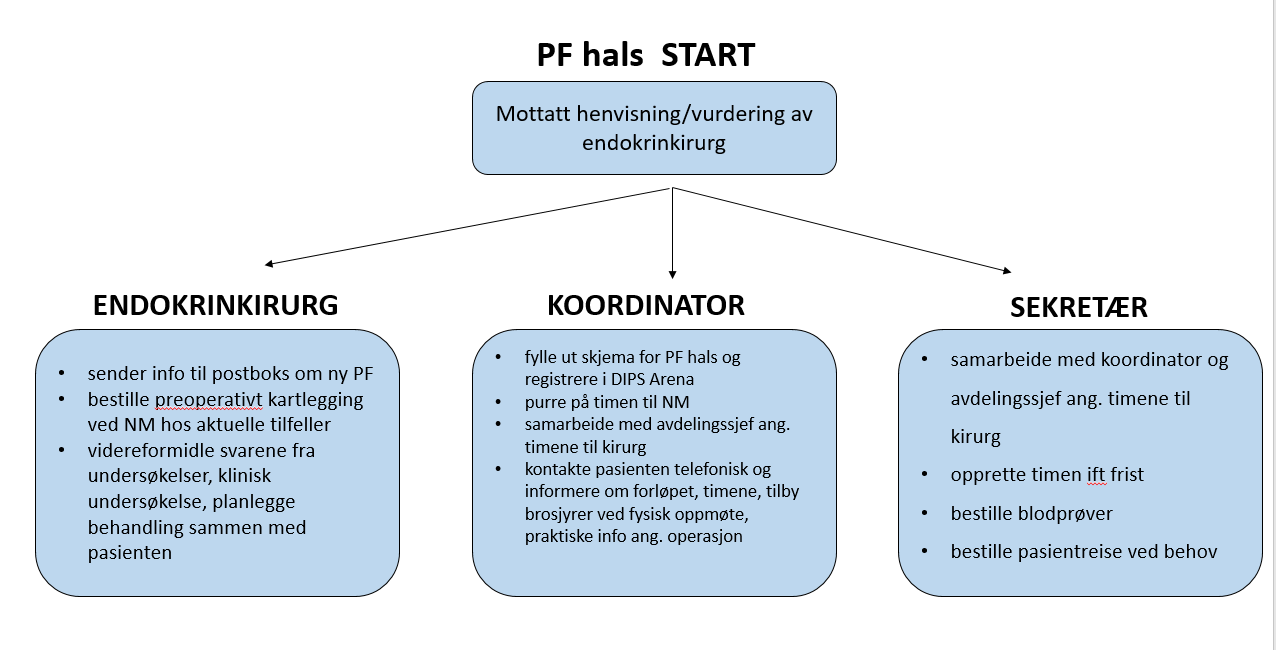 PF hals  START
Mottatt henvisning/vurdering av
endokrinkirurg
ENDOKRINKIRURG
• sender info til postboks om ny PF
• bestille preoperativt kartlegging
ved NM hos aktuelle tilfeller
• videreformidle svarene fra
undersøkelser, klinisk
undersøkelse, planlegge
behandling sammen med
pasienten
KOORDINATOR
• fylle ut skjema for PF hals og
registrere i DIPS Arena
• purre på timen til NM
• samarbeide med avdelingssjef ang.
timene til kirurg
• kontakte pasienten telefonisk og
informere om forløpet, timene, tilby
brosjyrer ved fysisk oppmøte,
praktiske info ang. operasjon
SEKRETÆR
• samarbeide med koordinator og
avdelingssjef ang. timene til
kirurg
• opprette timen ift frist
• bestille blodprøver
• bestille pasientreise ved behov